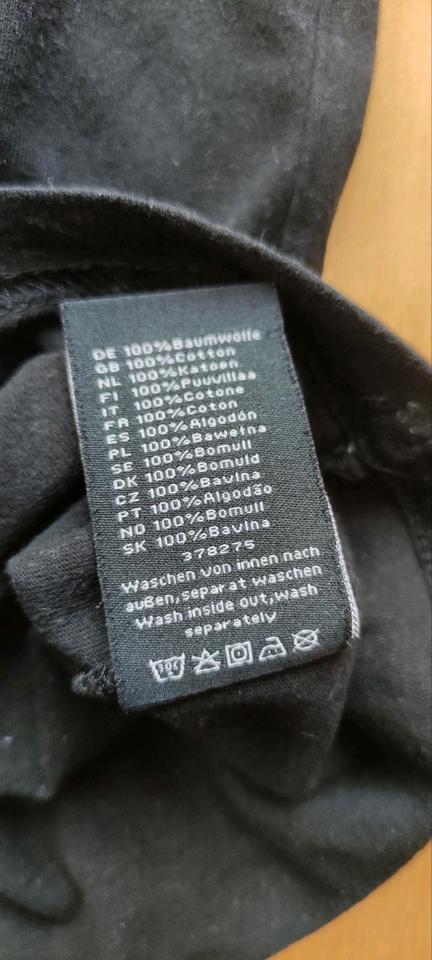 DE 100%Baumwolle
GB 100%Cotton
NL 100%Katoen
FI 100%Puuvillaa
IT 100%Cotone
FR 100%Coton
ES 100%Algodón
PL 100%Bawełna
SE 100%Bomull
DK 100%Bomuld
CZ 100%Bavlna
PT 100%Algodão
NO 100%Bomull
SK 100%Bavlna
378275
Waschen von innen nach
außen,separat waschen
Wash inside out,wash
separately
30C